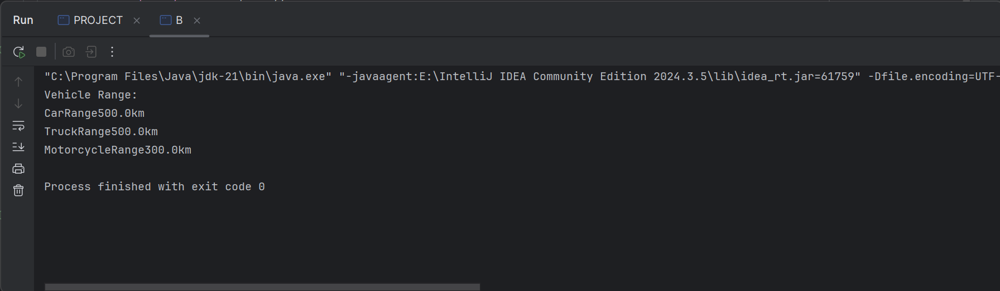 Run PROJECT B
"C:\Program Files\Java\jdk-21\bin\java.exe" "-javaagent:E:\IntelliJ IDEA Community Edition 2024.3.5\lib\idea_rt.jar=61759" -Dfile.encoding=UTF-
Vehicle Range:
CarRange500.0km
TruckRange500.0km
MotorcycleRange300.0km
Process finished with exit code 0